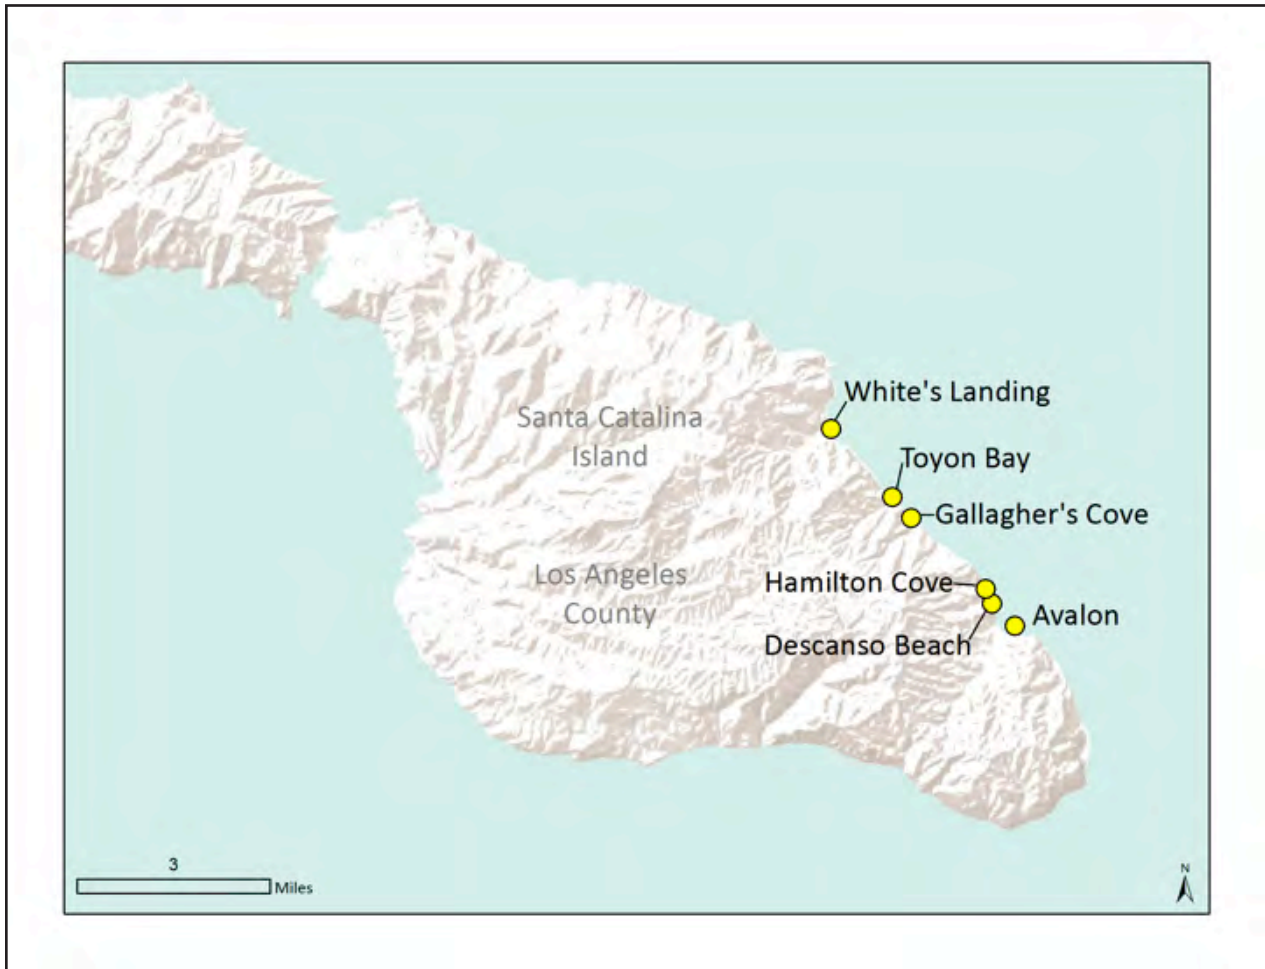 White's Landing
Santa Catalina
Island
Toyon Bay
Gallagher's Cove
Los Angeles
County
Hamilton Cove
Avalon
Descanso Beach
3
Miles
N